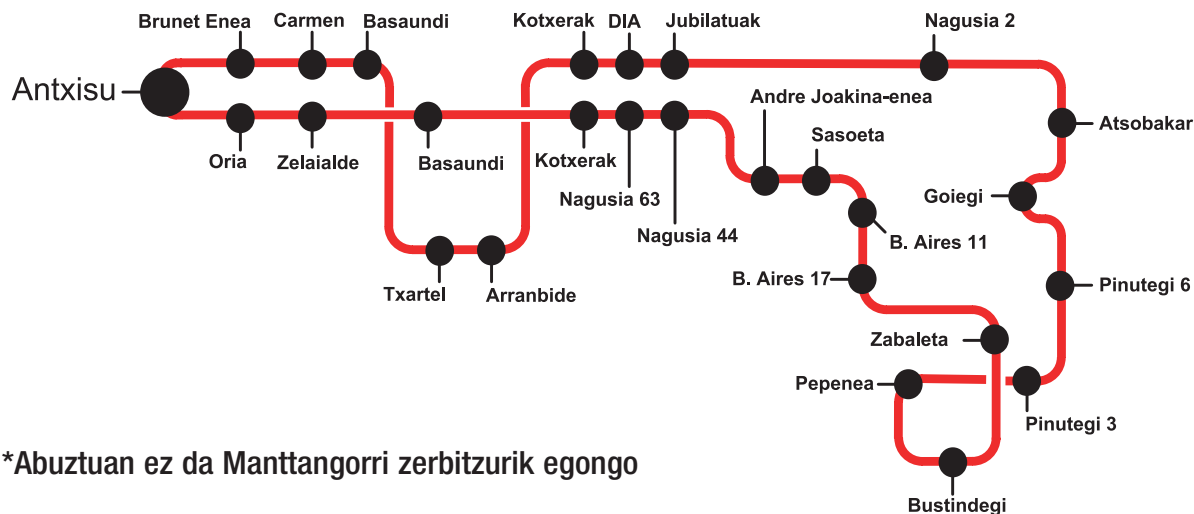 Brunet Enea
Carmen
Basaundi
Kotxerak
DIA
Jubilatuak
Nagusia 2
Antxisu
Andre Joakina-enea
Atsobakar
Sasoeta
Oria
Zelaialde
Basaundi
Kotxerak
Nagusia 63
Goiegi
Nagusia 44
B. Aires 11
Txartel
Arranbide
B. Aires 17
Pinutegi 6
Zabaleta
Pepenea
Pinutegi 3
*Abuztuan ez da Manttangorri zerbitzurik egongo
Bustindegi